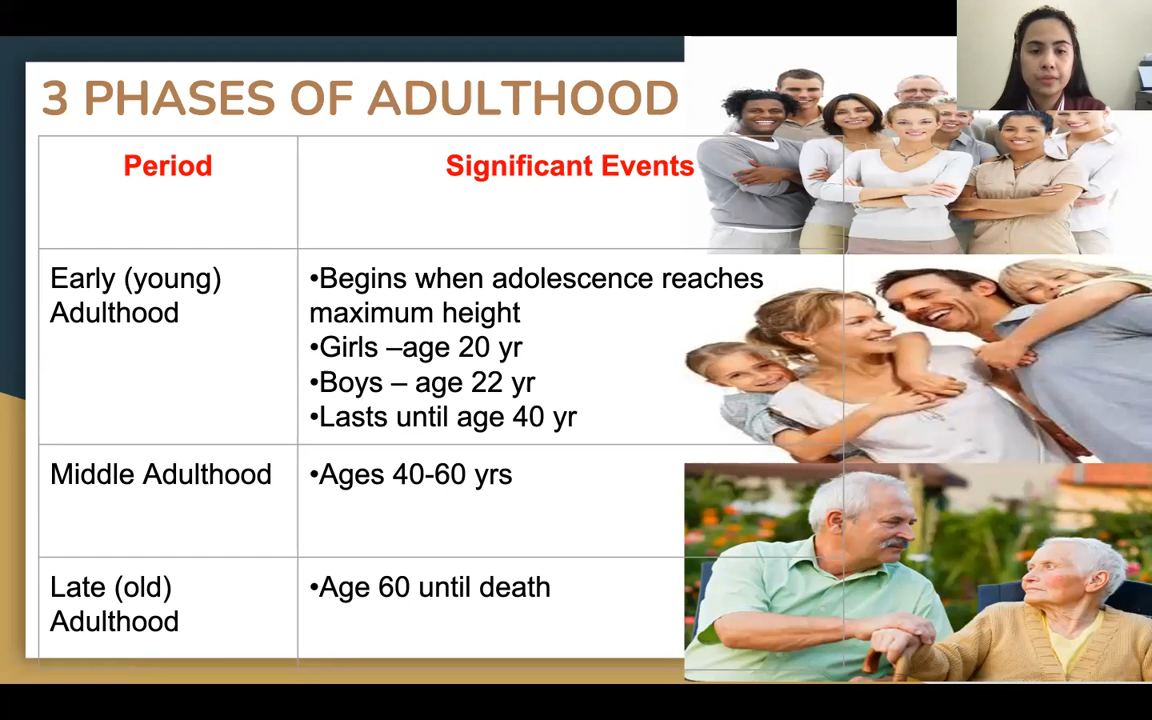 3 PHASES OF ADULTHOOD
Period
Significant Events
Early (young)
Adulthood
•Begins when adolescence reaches
maximum height
•Girls –age 20 yr
•Boys – age 22 yr
•Lasts until age 40 yr
Middle Adulthood
•Ages 40-60 yrs
Late (old)
Adulthood
•Age 60 until death